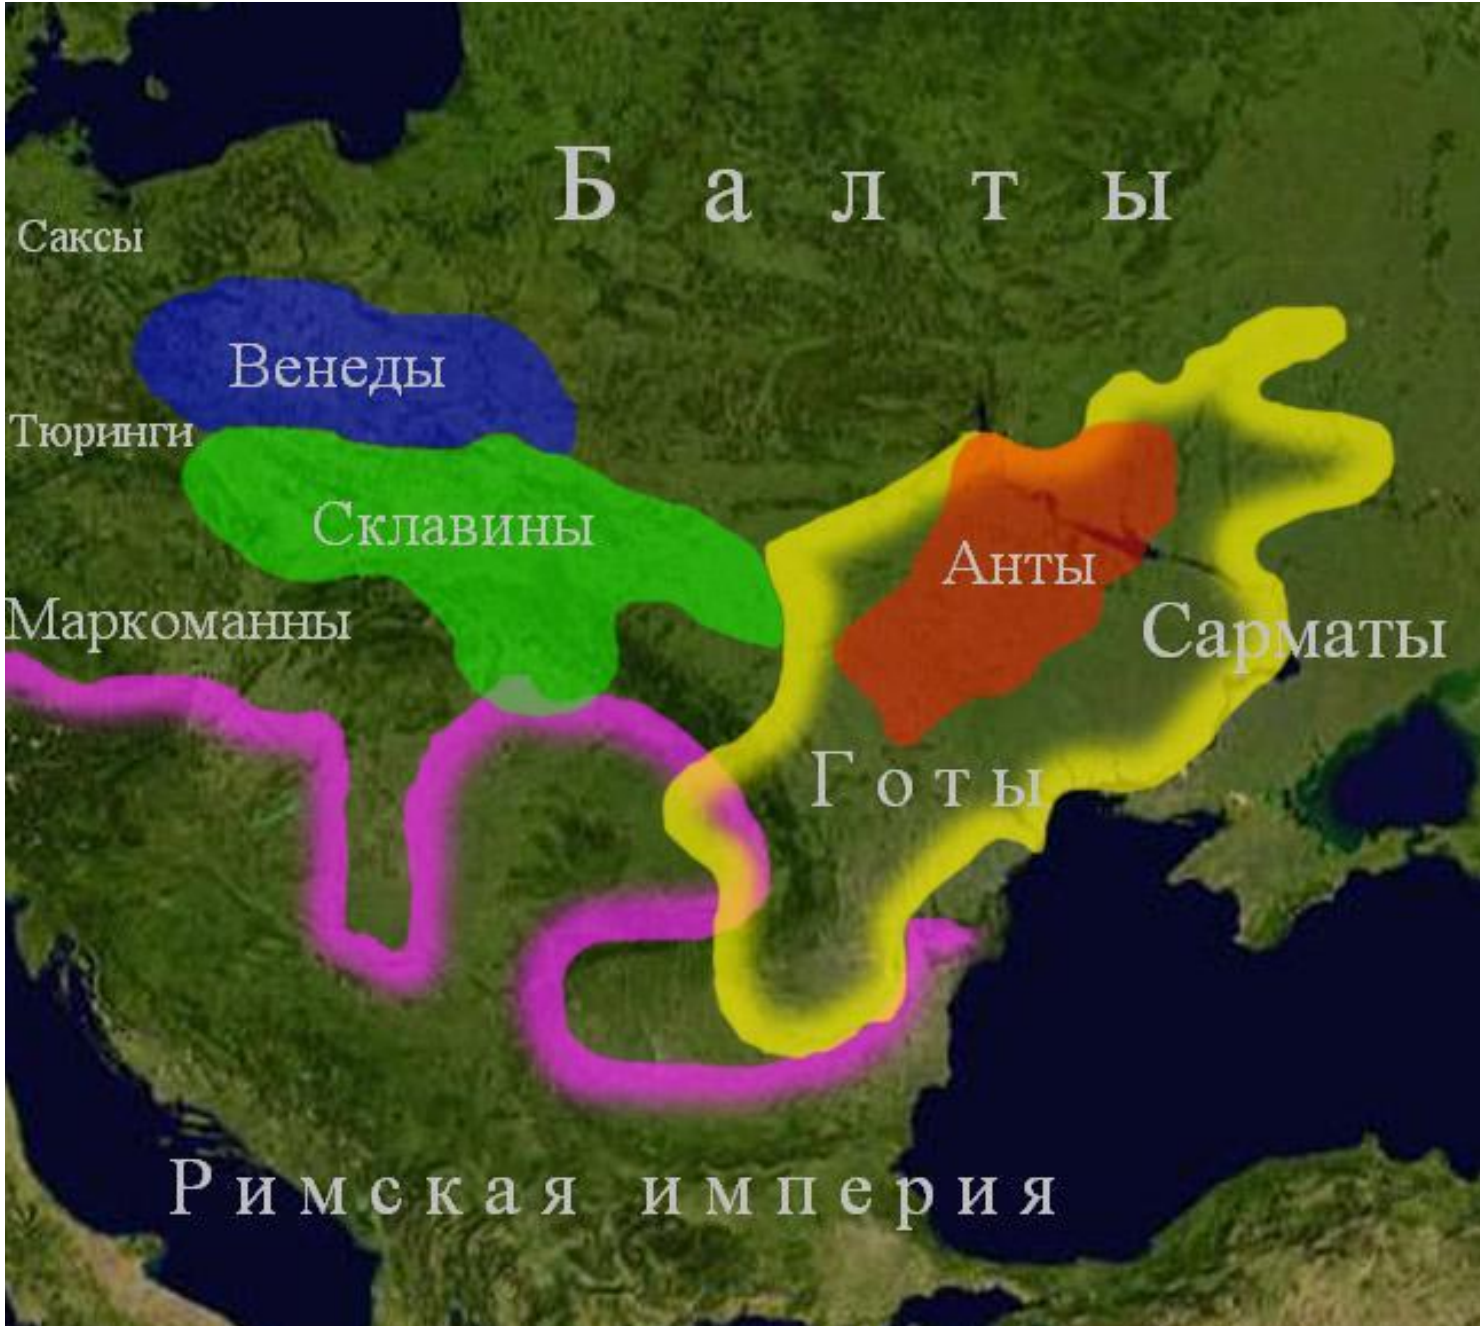 Балты
Саксы
Венеды
Тюринги
Склавины
Анты
Маркоманны
Сарматы
Готы
Римская империя